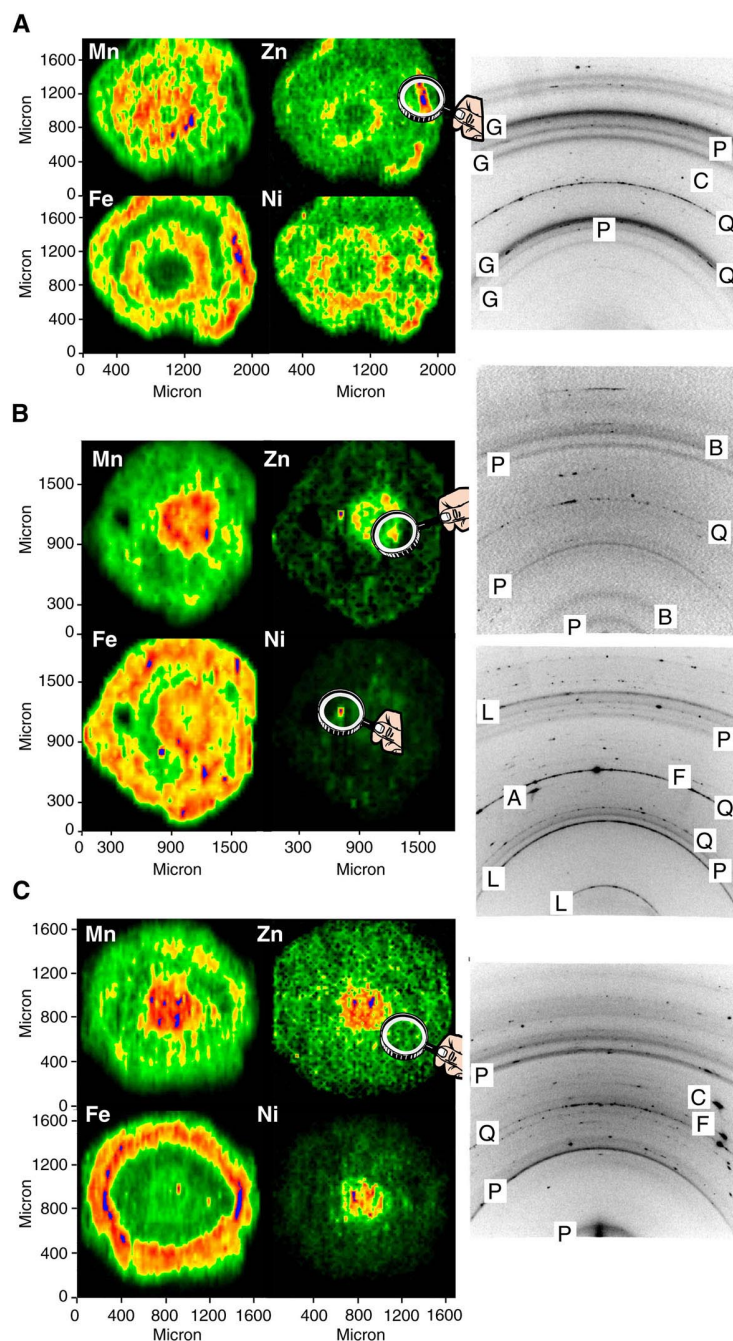 A
Mn Zn
1600
1200
800
400
0
Micron
G
G
P
C
P
Q
G
Q
G
Fe Ni
1600
1200
800
400
0
Micron
0 400 1200 2000 400 1200 2000
Micron Micron
B
Mn Zn
1500
900
300
0
Micron
P
B
Q
P
B
P
Fe Ni
1500
900
300
0
Micron
0 300 900 1500 300 900 1500
Micron Micron
L
P
A
F
Q
Q
P
L
L
C
Mn Zn
1600
1200
800
400
0
Micron
P
C
F
Q
P
P
Fe Ni
1600
1200
800
400
0
Micron
0 400 800 1200 1600 400 800 1200 1600
Micron Micron